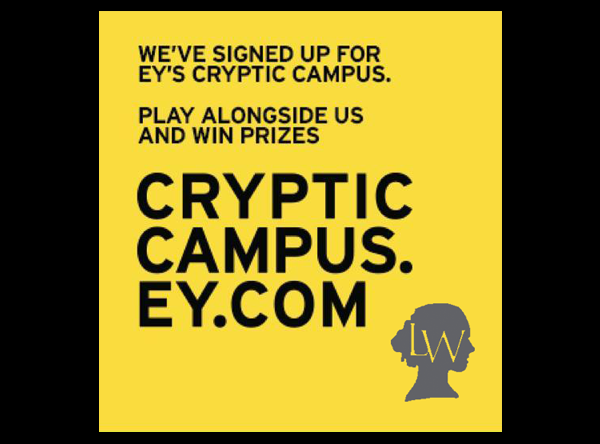 WE'VE SIGNED UP FOR
EY'S CRYPTIC CAMPUS.
PLAY ALONGSIDE US
AND WIN PRIZES
CRYPTIC
CAMPUS.
EY.COM
LW